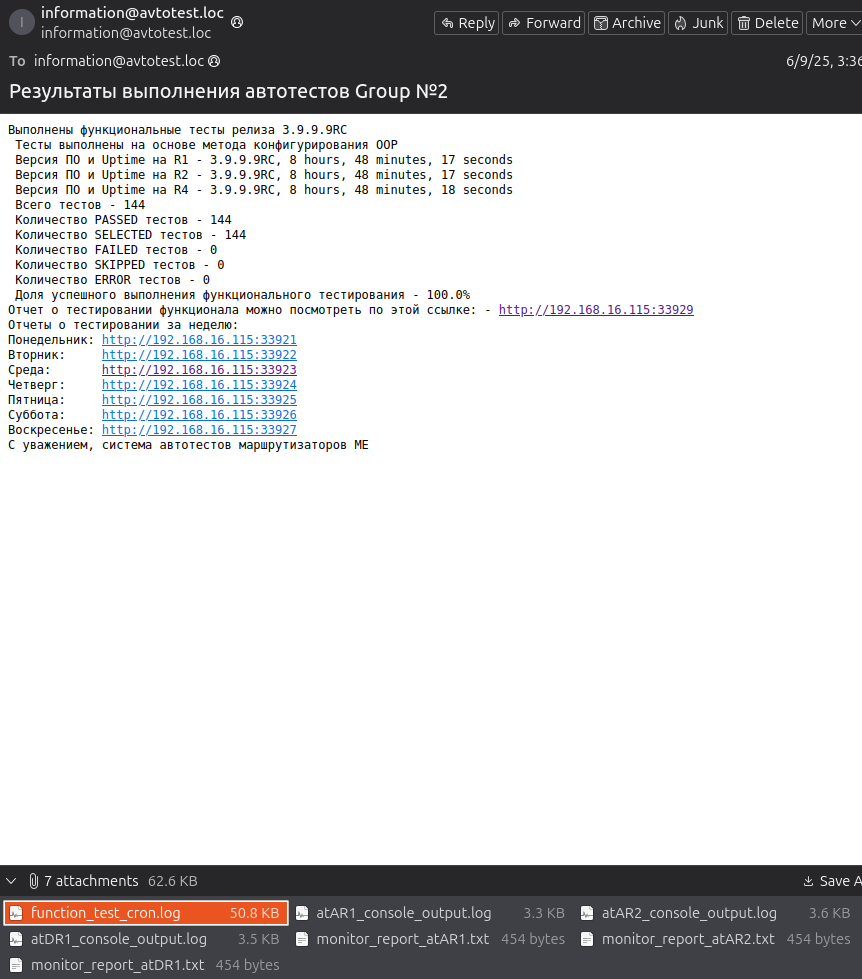 I
information@avtotest.loc
information@avtotest.loc
Reply Forward Archive Junk Delete More
To information@avtotest.loc
6/9/25, 3:36
Результаты выполнения автотестов Group №2
Выполнены функциональные тесты релиза 3.9.9.9RC
Тесты выполнены на основе метода конфигурирования OOP
Версия ПО и Uptime на R1 - 3.9.9.9RC, 8 hours, 48 minutes, 17 seconds
Версия ПО и Uptime на R2 - 3.9.9.9RC, 8 hours, 48 minutes, 17 seconds
Версия ПО и Uptime на R4 - 3.9.9.9RC, 8 hours, 48 minutes, 18 seconds
Всего тестов - 144
Количество PASSED тестов - 144
Количество SELECTED тестов - 144
Количество FAILED тестов - 0
Количество SKIPPED тестов - 0
Количество ERROR тестов - 0
Доля успешного выполнения функционального тестирования - 100.0%
Отчет о тестировании функционала можно посмотреть по этой ссылке: - http://192.168.16.115:33929
Отчеты о тестировании за неделю:
Понедельник: http://192.168.16.115:33921
Вторник: http://192.168.16.115:33922
Среда: http://192.168.16.115:33923
Четверг: http://192.168.16.115:33924
Пятница: http://192.168.16.115:33925
Суббота: http://192.168.16.115:33926
Воскресенье: http://192.168.16.115:33927
С уважением, система автотестов маршрутизаторов ME
7 attachments 62.6 KB Save A
function_test_cron.log 50.8 KB atAR1_console_output.log 3.3 KB atAR2_console_output.log 3.6 KB
atDR1_console_output.log 3.5 KB monitor_report_atAR1.txt 454 bytes monitor_report_atAR2.txt 454 bytes
monitor_report_atDR1.txt 454 bytes